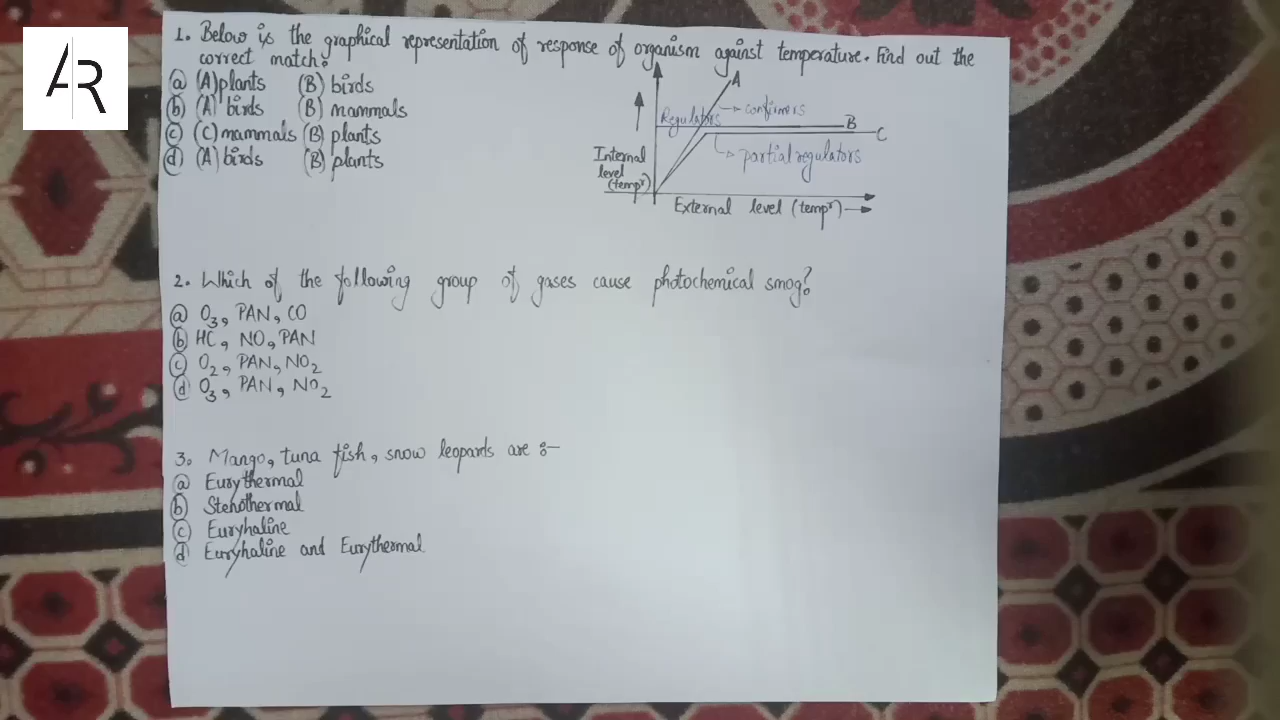 AR
1. Below is the graphical representation of response of organism against temperature. Find out the
correct match:
(a) (A) plants (B) birds
(b) (A) birds (B) mammals
(c) (C) mammals (B) plants
(d) (A) birds (B) plants
A
Regulators → confirmers
B
C
→ partial regulators
Internal
level
(tempr)
External level (tempr) →
2. Which of the following group of gases cause photochemical smog?
(a) O3, PAN, CO
(b) HC, NO, PAN
(c) O2, PAN, NO2
(d) O3, PAN, NO2
3. Mango, tuna fish, snow leopards are :-
(a) Eurythermal
(b) Stenothermal
(c) Euryhaline
(d) Euryhaline and Eurythermal